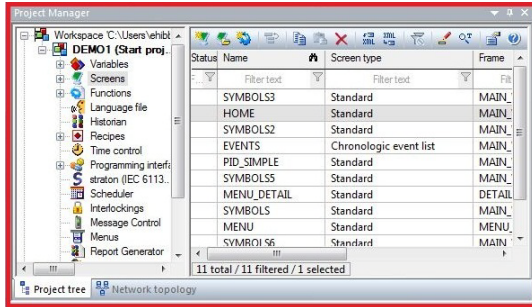 Project Manager
Workspace 'C:\Users\ehibb
DEMO1 (Start proj..
Variables
Screens
Functions
Language file
Historian
Recipes
Time control
Programming interfa
straton (IEC 6113..
Scheduler
Interlockings
Message Control
Menus
Report Generator
Status Name Screen type Frame
F... Filter text Filter text Filt
SYMBOLS3 Standard MAIN_
HOME Standard MAIN_
SYMBOLS2 Standard MAIN_
EVENTS Chronologic event list MAIN_
PID_SIMPLE Standard MAIN_
SYMBOLS5 Standard MAIN_
MENU_DETAIL Standard DETAIL
SYMBOLS Standard MAIN_
MENU Standard MENU_
SYMBOLS6 Standard MAIN
11 total / 11 filtered / 1 selected
Project tree Network topology